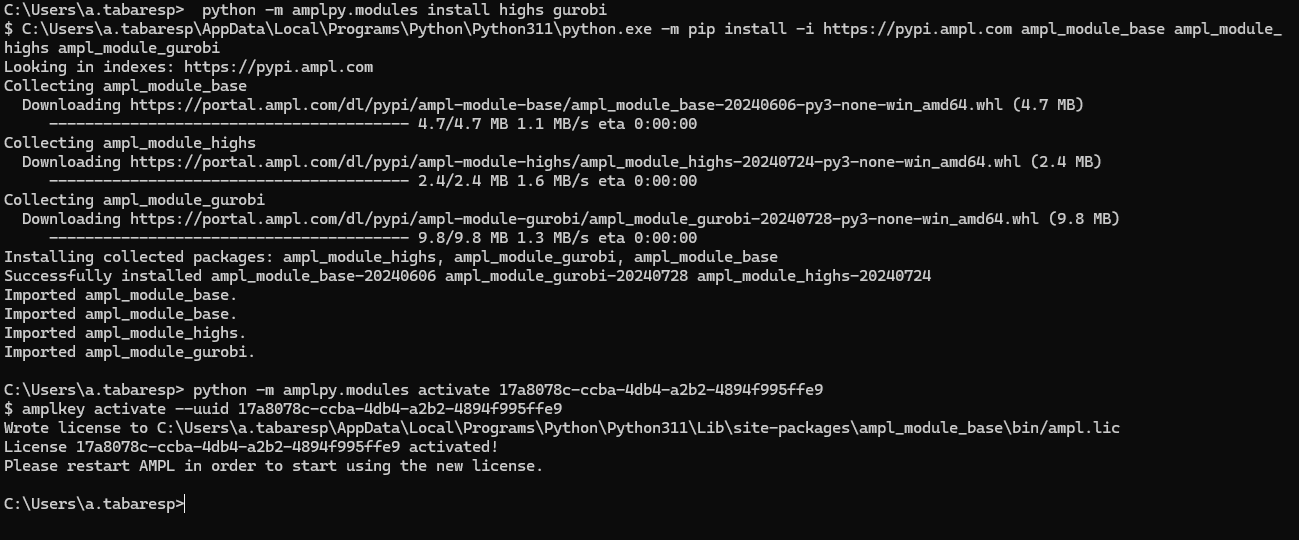 C:\Users\a.tabaresp>  python -m amplpy.modules install highs gurobi
$ C:\Users\a.tabaresp\AppData\Local\Programs\Python\Python311\python.exe -m pip install -i https://pypi.ampl.com ampl_module_base ampl_module_
highs ampl_module_gurobi
Looking in indexes: https://pypi.ampl.com
Collecting ampl_module_base
  Downloading https://portal.ampl.com/dl/pypi/ampl-module-base/ampl_module_base-20240606-py3-none-win_amd64.whl (4.7 MB)
     ---------------------------------------- 4.7/4.7 MB 1.1 MB/s eta 0:00:00
Collecting ampl_module_highs
  Downloading https://portal.ampl.com/dl/pypi/ampl-module-highs/ampl_module_highs-20240724-py3-none-win_amd64.whl (2.4 MB)
     ---------------------------------------- 2.4/2.4 MB 1.6 MB/s eta 0:00:00
Collecting ampl_module_gurobi
  Downloading https://portal.ampl.com/dl/pypi/ampl-module-gurobi/ampl_module_gurobi-20240728-py3-none-win_amd64.whl (9.8 MB)
     ---------------------------------------- 9.8/9.8 MB 1.3 MB/s eta 0:00:00
Installing collected packages: ampl_module_highs, ampl_module_gurobi, ampl_module_base
Successfully installed ampl_module_base-20240606 ampl_module_gurobi-20240728 ampl_module_highs-20240724
Imported ampl_module_base.
Imported ampl_module_base.
Imported ampl_module_highs.
Imported ampl_module_gurobi.

C:\Users\a.tabaresp> python -m amplpy.modules activate 17a8078c-ccba-4db4-a2b2-4894f995ffe9
$ amplkey activate --uuid 17a8078c-ccba-4db4-a2b2-4894f995ffe9
Wrote license to C:\Users\a.tabaresp\AppData\Local\Programs\Python\Python311\Lib\site-packages\ampl_module_base\bin/ampl.lic
License 17a8078c-ccba-4db4-a2b2-4894f995ffe9 activated!
Please restart AMPL in order to start using the new license.

C:\Users\a.tabaresp>